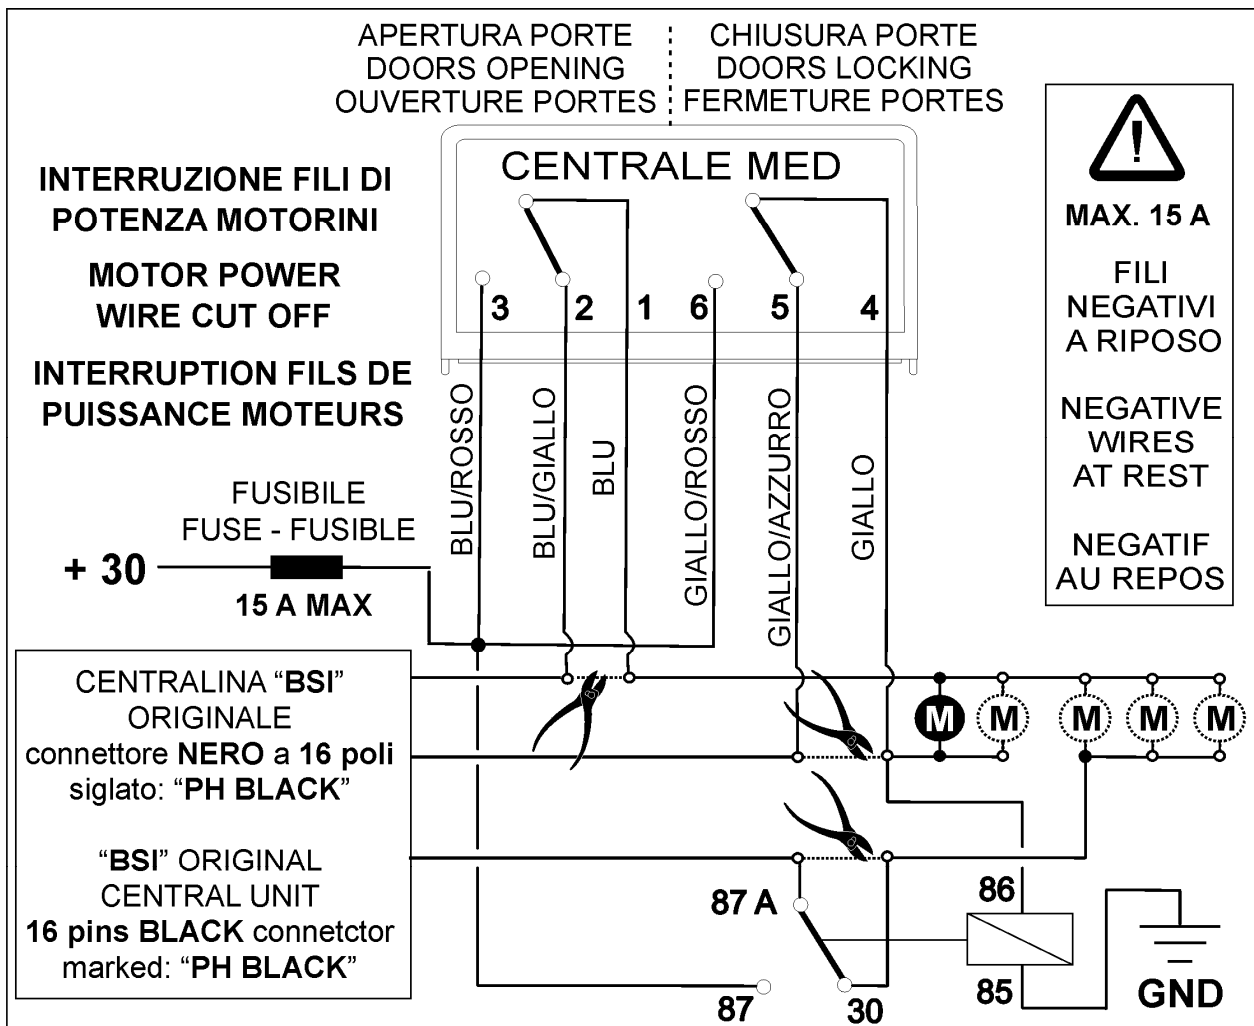 APERTURA PORTE
DOORS OPENING
OUVERTURE PORTES
CHIUSURA PORTE
DOORS LOCKING
FERMETURE PORTES
CENTRALE MED
INTERRUZIONE FILI DI
POTENZA MOTORINI
MOTOR POWER
WIRE CUT OFF
INTERRUPTION FILS DE
PUISSANCE MOTEURS
3
2
1
6
5
4
BLU/ROSSO
BLU/GIALLO
BLU
GIALLO/ROSSO
GIALLO/AZZURRO
GIALLO
!
MAX. 15 A
FILI
NEGATIVI
A RIPOSO
NEGATIVE
WIRES
AT REST
NEGATIF
AU REPOS
FUSIBILE
FUSE - FUSIBLE
+ 30
15 A MAX
CENTRALINA “BSI”
ORIGINALE
connettore NERO a 16 poli
siglato: “PH BLACK”
“BSI” ORIGINAL
CENTRAL UNIT
16 pins BLACK connetctor
marked: “PH BLACK”
M
M
M
M
M
87 A
87
30
86
85
GND